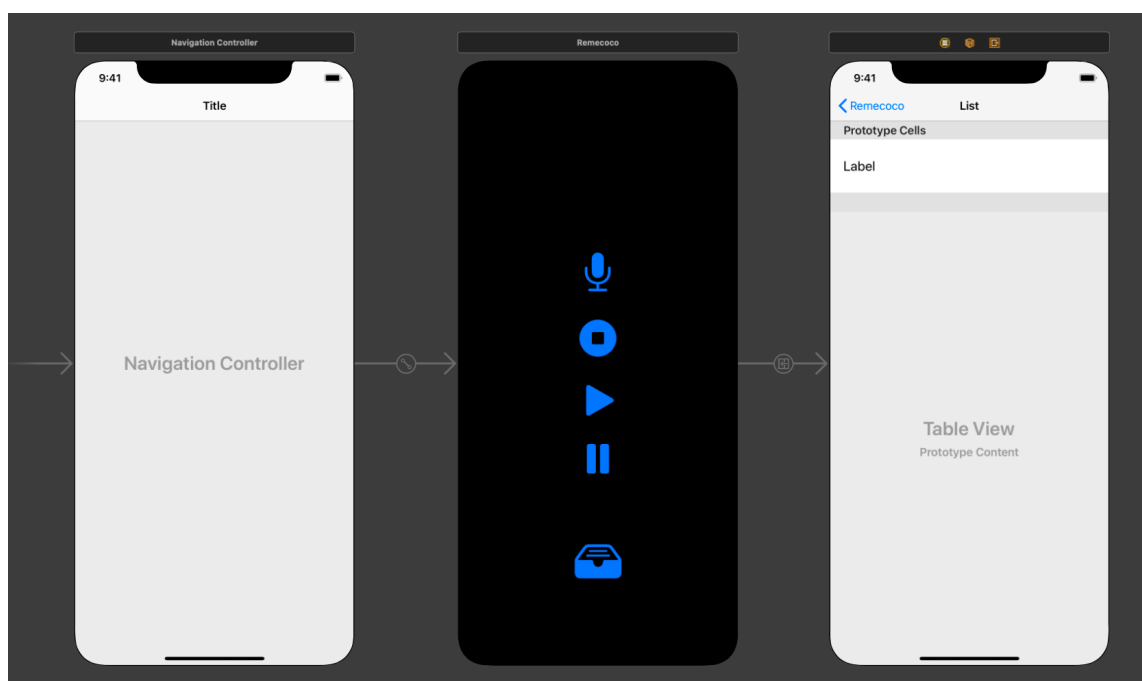 Navigation Controller
9:41
Title
Navigation Controller
Remecoco
9:41
Remecoco
List
Prototype Cells
Label
Table View
Prototype Content